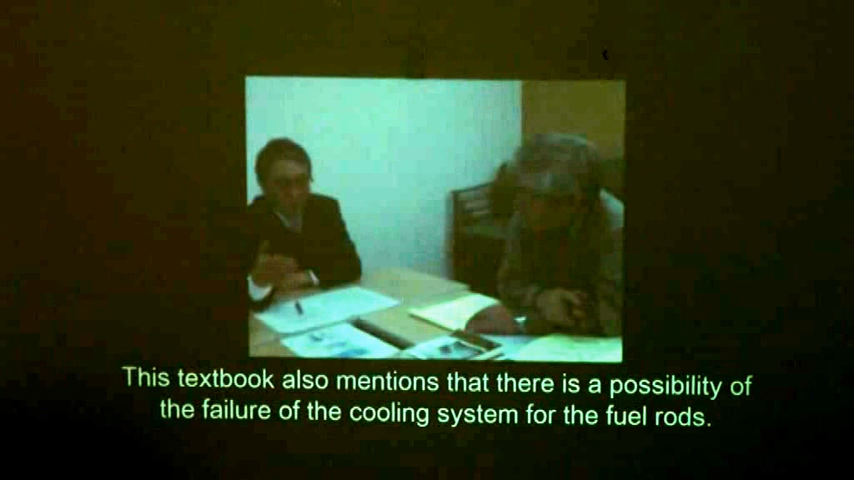 This textbook also mentions that there is a possibility of
the failure of the cooling system for the fuel rods.